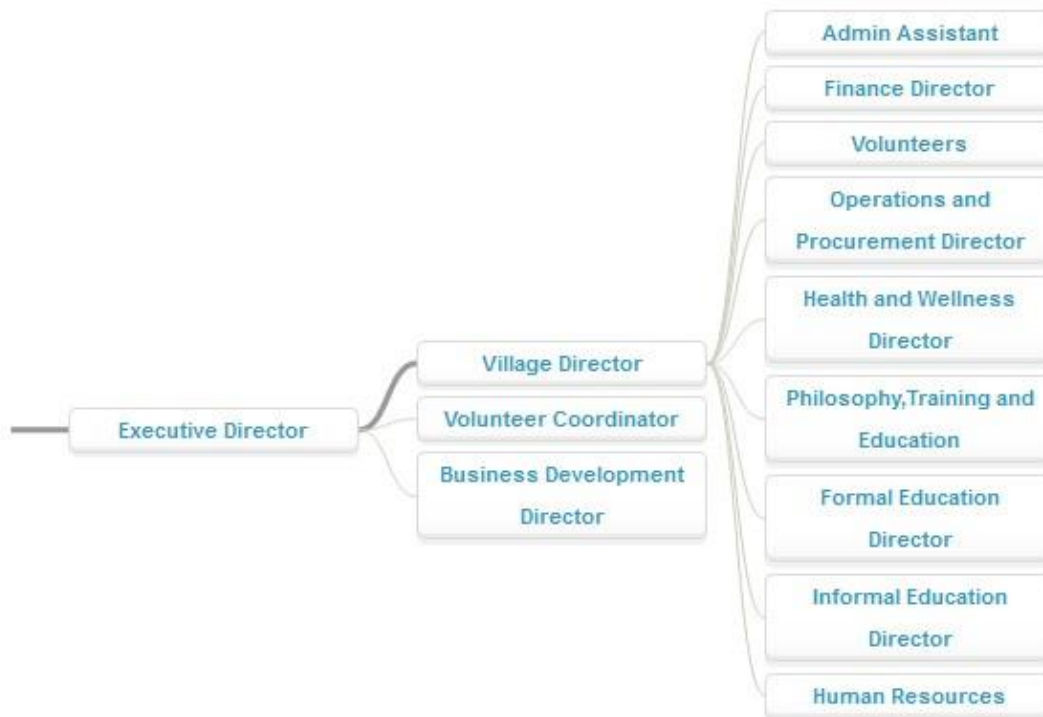 Executive Director
Village Director
Volunteer Coordinator
Business Development
Director
Admin Assistant
Finance Director
Volunteers
Operations and
Procurement Director
Health and Wellness
Director
Philosophy,Training and
Education
Formal Education
Director
Informal Education
Director
Human Resources